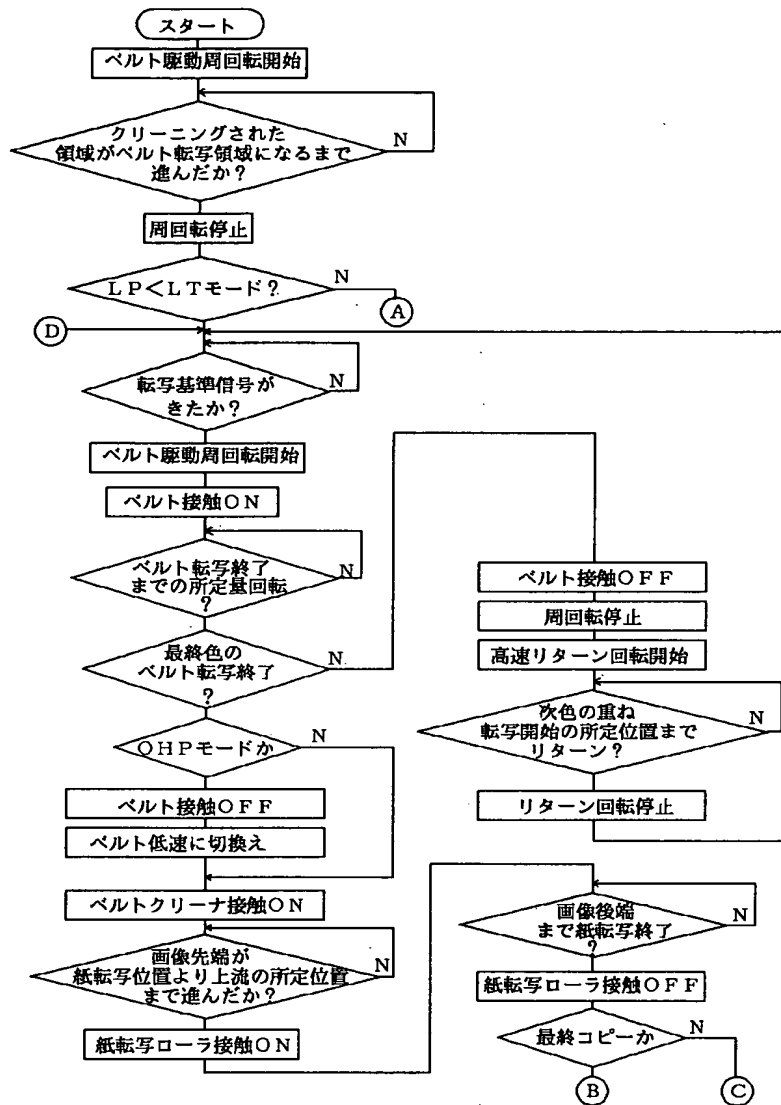 スタート
ベルト駆動周回転開始
クリーニングされた
領域がベルト転写領域になるまで
進んだか？
N
周回転停止
ＬＰ＜ＬＴモード？
N
A
D
転写基準信号が
きたか？
N
ベルト駆動周回転開始
ベルト接触ＯＮ
ベルト転写終了
までの所定量回転
？
N
最終色の
ベルト転写終了
？
N
ＯＨＰモードか
N
ベルト接触ＯＦＦ
ベルト低速に切換え
ベルトクリーナ接触ＯＮ
画像先端が
紙転写位置より上流の所定位置
まで進んだか？
N
紙転写ローラ接触ＯＮ
ベルト接触ＯＦＦ
周回転停止
高速リターン回転開始
次色の重ね
転写開始の所定位置まで
リターン？
N
リターン回転停止
画像後端
まで紙転写終了
？
N
紙転写ローラ接触ＯＦＦ
最終コピーか
N
B
C